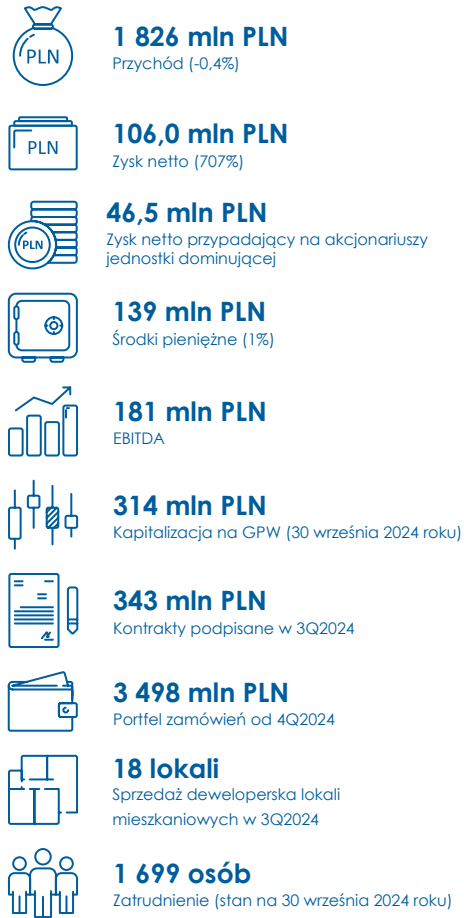 PLN
1 826 mln PLN
Przychód (-0,4%)
PLN
106,0 mln PLN
Zysk netto (707%)
PLN
46,5 mln PLN
Zysk netto przypadający na akcjonariuszy
jednostki dominującej
139 mln PLN
Środki pieniężne (1%)
181 mln PLN
EBITDA
314 mln PLN
Kapitalizacja na GPW (30 września 2024 roku)
343 mln PLN
Kontrakty podpisane w 3Q2024
3 498 mln PLN
Portfel zamówień od 4Q2024
18 lokali
Sprzedaż deweloperska lokali
mieszkaniowych w 3Q2024
1 699 osób
Zatrudnienie (stan na 30 września 2024 roku)